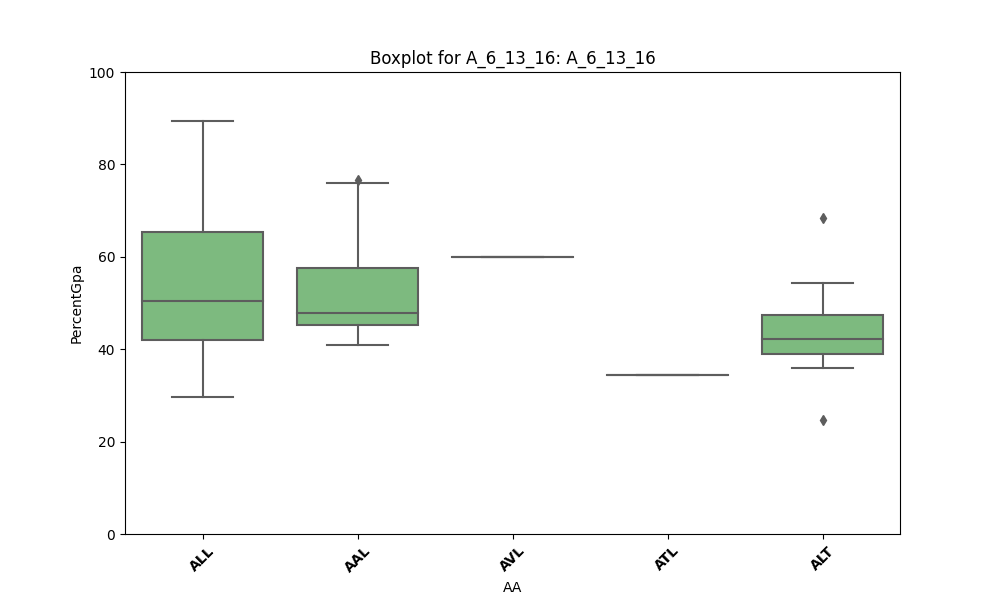 Boxplot for A_6_13_16: A_6_13_16
100
80
60
40
20
0
PercentGpa
ALL
AAL
AVL
ATL
ALT
AA